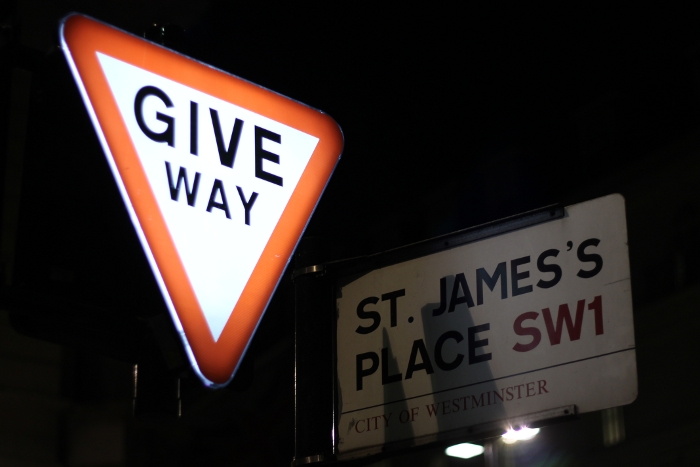 GIVE
WAY
ST. JAMES'S
PLACE SW1
CITY OF WESTMINSTER